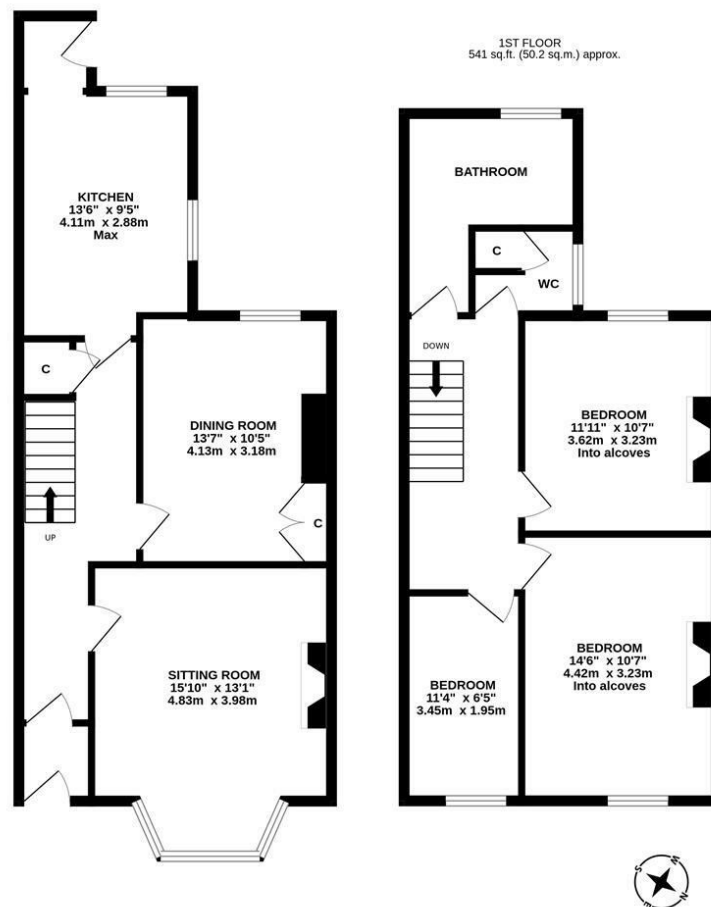 KITCHEN
13'6" x 9'5"
4.11m x 2.88m
Max
C
UP
DINING ROOM
13'7" x 10'5"
4.13m x 3.18m
C
SITTING ROOM
15'10" x 13'1"
4.83m x 3.98m
1ST FLOOR
541 sq.ft. (50.2 sq.m.) approx.
BATHROOM
C
WC
DOWN
BEDROOM
11'11" x 10'7"
3.62m x 3.23m
Into alcoves
BEDROOM
14'6" x 10'7"
4.42m x 3.23m
Into alcoves
BEDROOM
11'4" x 6'5"
3.45m x 1.95m
S
W
N
E